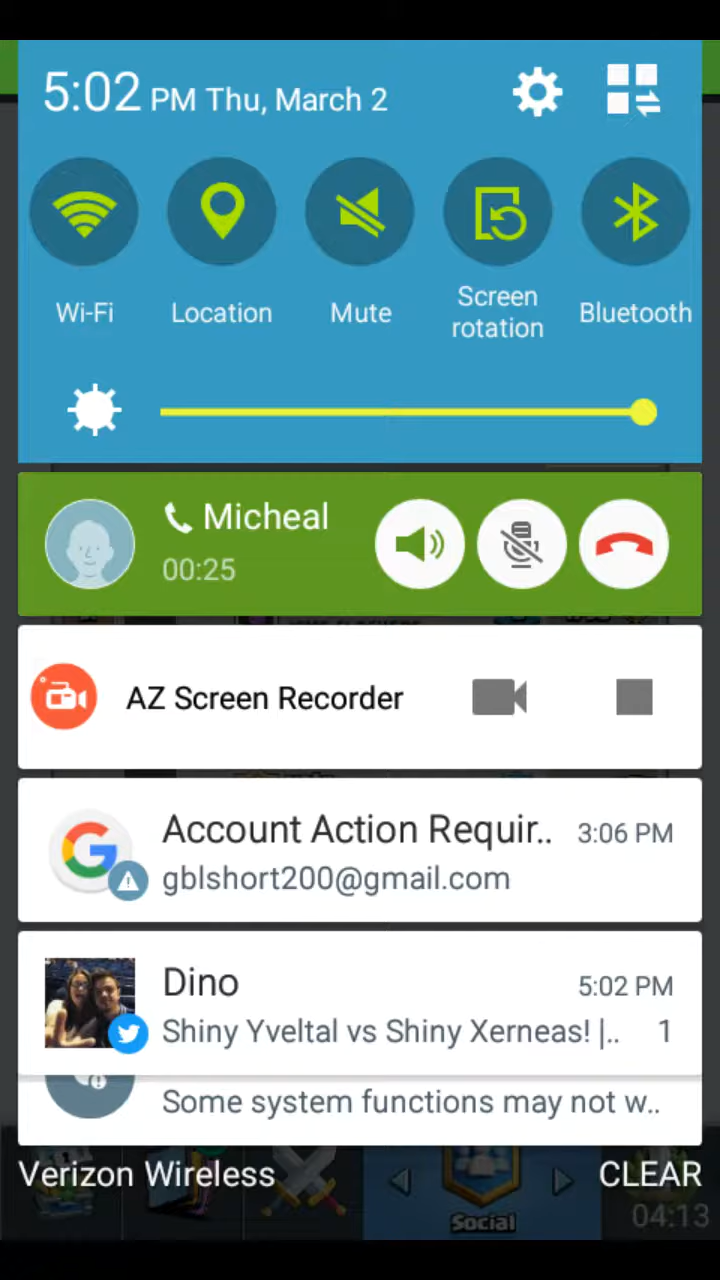 5:02 PM Thu, March 2
Wi-Fi
Location
Mute
Screen
rotation
Bluetooth
Micheal
00:25
AZ Screen Recorder
Account Action Requir..
3:06 PM
gblshort200@gmail.com
Dino
5:02 PM
Shiny Yveltal vs Shiny Xerneas! |..
1
Some system functions may not w..
Verizon Wireless
CLEAR
Social
04:13